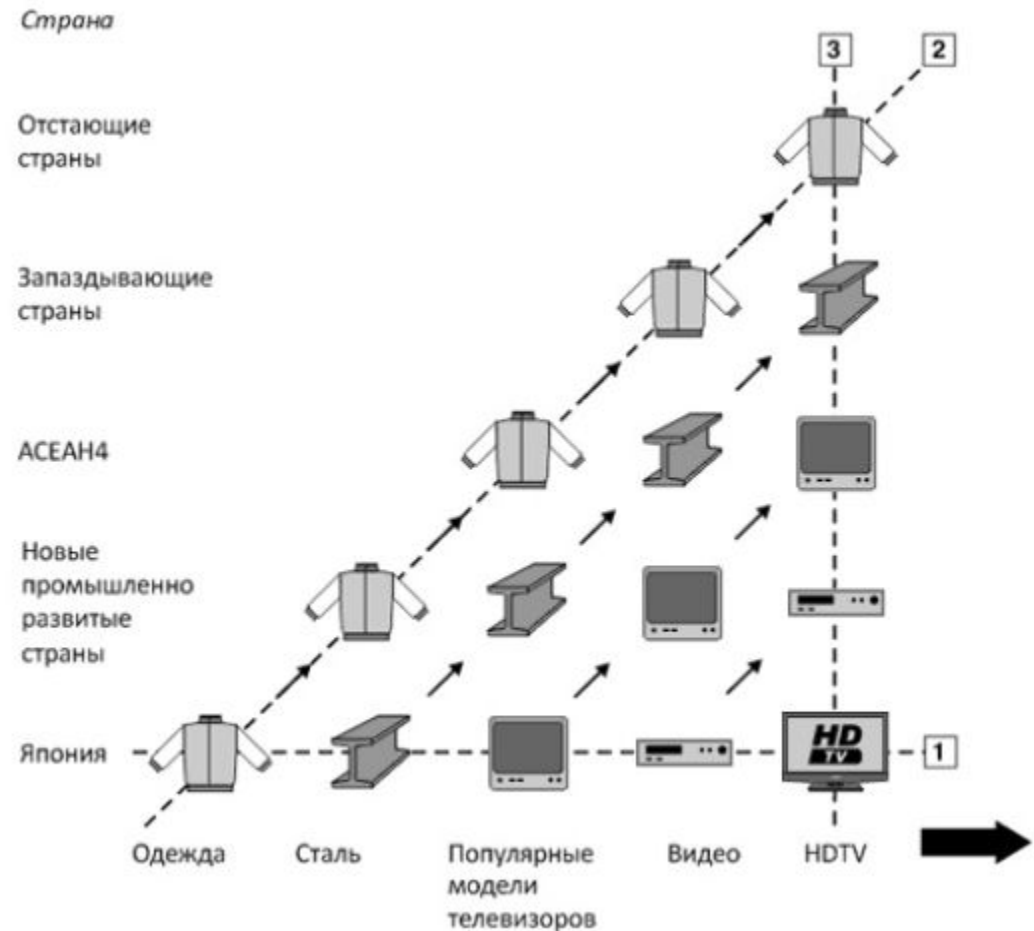 Страна
3
2
Отстающие
страны
Запаздывающие
страны
АСЕАН4
Новые
промышленно
развитые
страны
Япония
HD
TV
1
Одежда
Сталь
Популярные
модели
телевизоров
Видео
HDTV